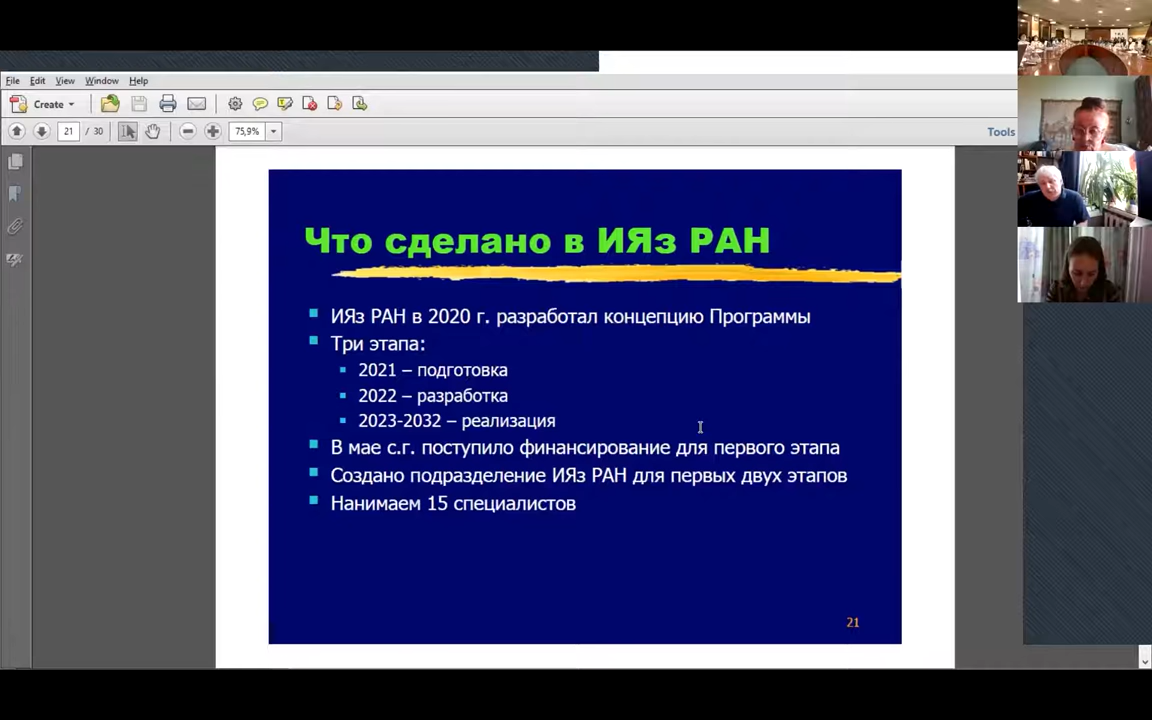 File Edit View Window Help
Create
21 / 30 75,9% Tools
Что сделано в ИЯз РАН
ИЯз РАН в 2020 г. разработал концепцию Программы
Три этапа:
2021 – подготовка
2022 – разработка
2023-2032 – реализация
В мае с.г. поступило финансирование для первого этапа
Создано подразделение ИЯз РАН для первых двух этапов
Нанимаем 15 специалистов
21